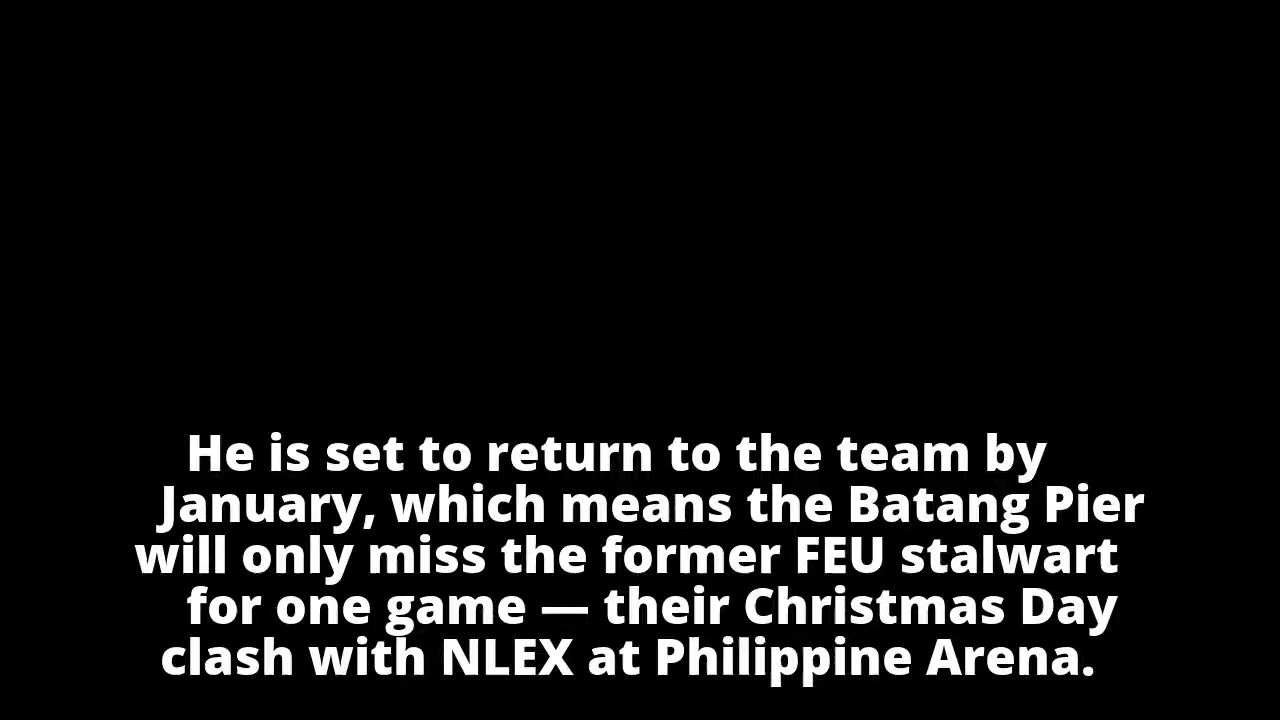 He is set to return to the team by
January, which means the Batang Pier
will only miss the former FEU stalwart
for one game — their Christmas Day
clash with NLEX at Philippine Arena.